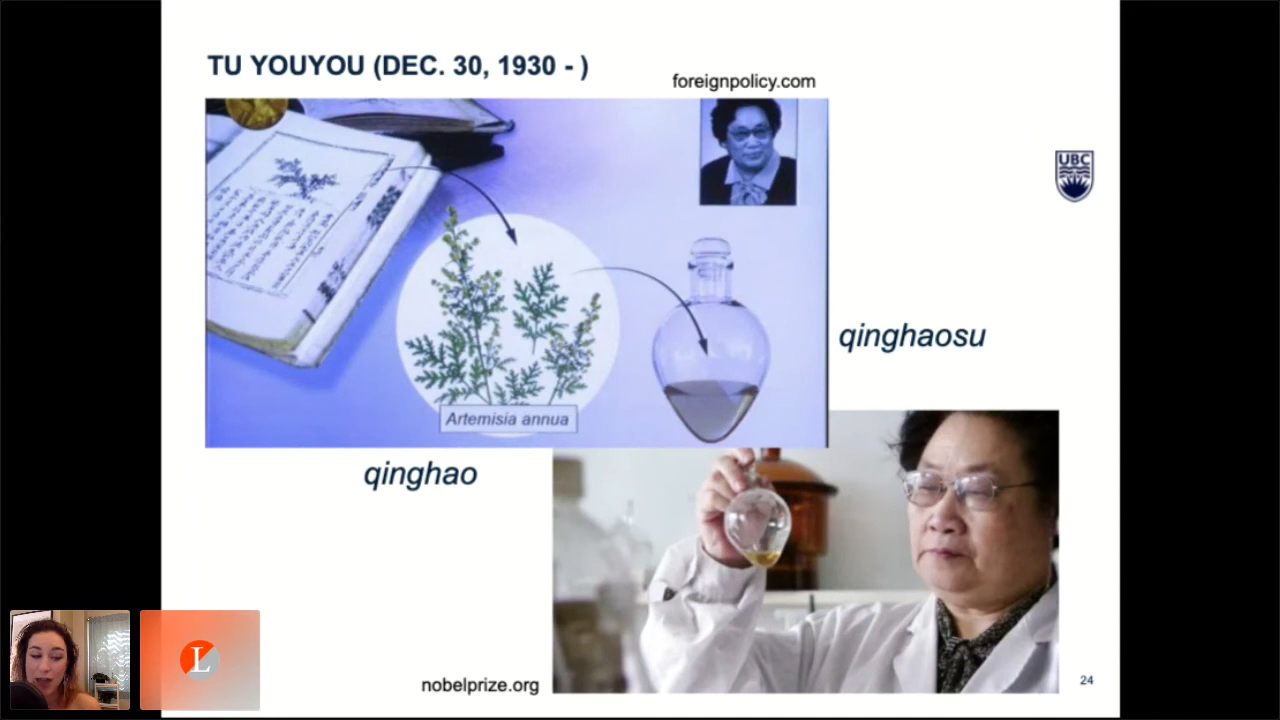 TU YOUYOU (DEC. 30, 1930 - )
foreignpolicy.com
UBC
qinghaosu
Artemisia annua
qinghao
nobelprize.org
24
L